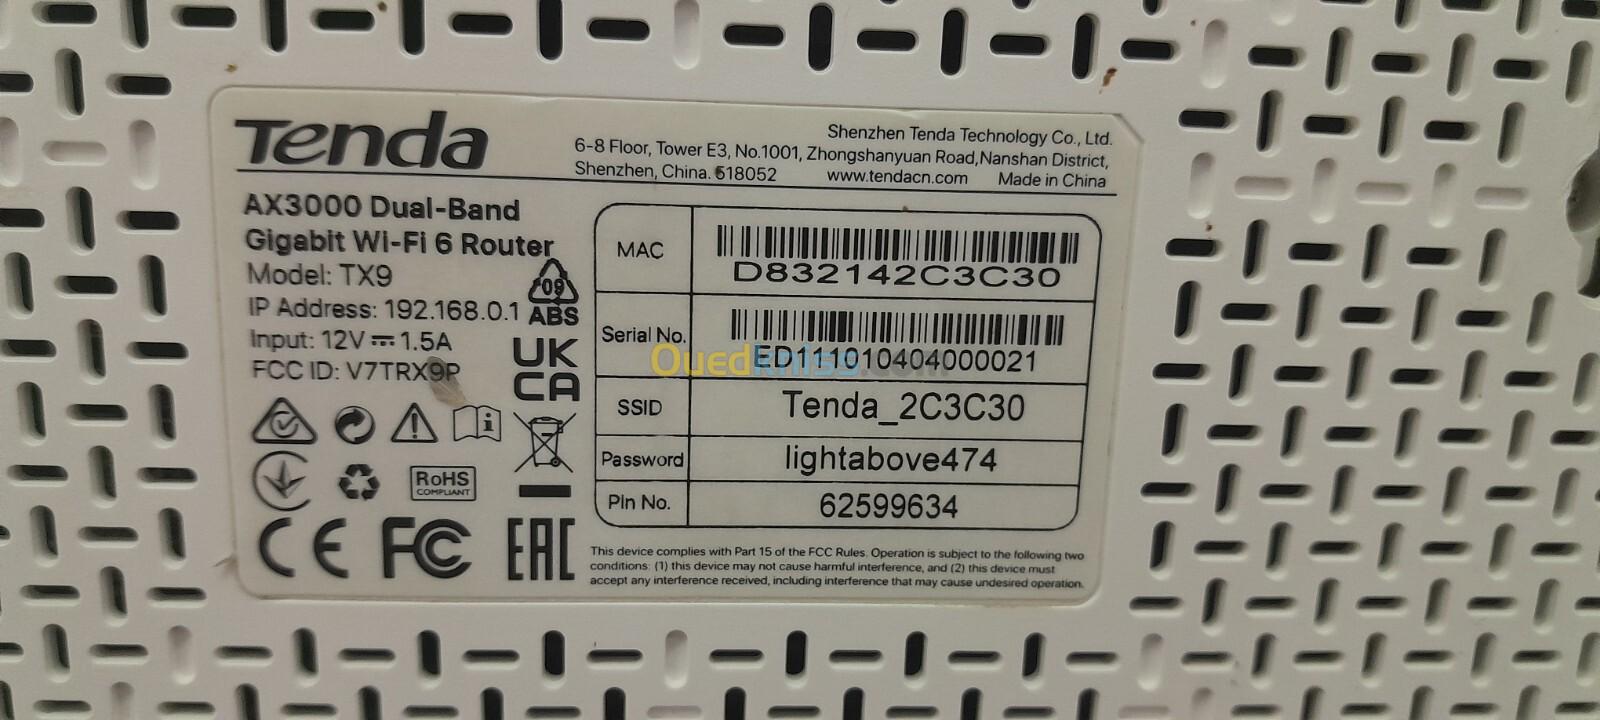 Tenda
Shenzhen Tenda Technology Co., Ltd.
6-8 Floor, Tower E3, No.1001, Zhongshanyuan Road,Nanshan District,
Shenzhen, China. 518052 www.tendacn.com Made in China
AX3000 Dual-Band
Gigabit Wi-Fi 6 Router
Model: TX9
IP Address: 192.168.0.1
Input: 12V 1.5A
FCC ID: V7TRX9P
09
ABS
UK
CA
RoHS
COMPLIANT
CE FC EAC
MAC
D832142C3C30
Serial No.
ED111010404000021
SSID Tenda_2C3C30
Password lightabove474
PIn No. 62599634
This device complies with Part 15 of the FCC Rules. Operation is subject to the following two
conditions: (1) this device may not cause harmful interference, and (2) this device must
accept any interference received, including interference that may cause undesired operation.
Ouedkniss.com